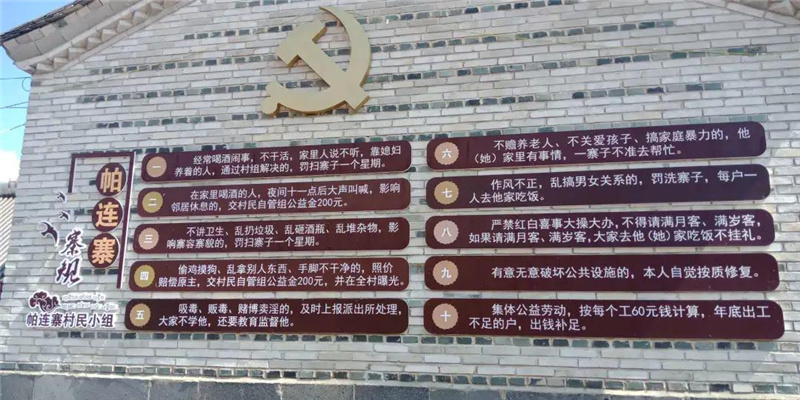 帕连寨
寨规
帕连寨村民小组
一
经常喝酒闹事，不干活，家里人说不听，靠媳妇
养着的人，通过村组解决的，罚扫寨子一个星期。
二
在家里喝酒的人，夜间十一点后大声叫喊，影响
邻居休息的，交村民自管组公益金200元。
三
不讲卫生、乱扔垃圾、乱砸酒瓶、乱堆杂物，影
响寨容寨貌的，罚扫寨子一个星期。
四
偷鸡摸狗、乱拿别人东西、手脚不干净的，照价
赔偿原主，交村民自管组公益金200元，并在全村曝光。
五
吸毒、贩毒、赌博卖淫的，及时上报派出所处理，
大家不学他，还要教育监督他。
六
不赡养老人、不关爱孩子、搞家庭暴力的，他
（她）家里有事情，一寨子不准去帮忙。
七
作风不正，乱搞男女关系的，罚洗寨子，每户一
人去他家吃饭。
八
严禁红白喜事大操大办，不得请满月客、满岁客，
如果请满月客、满岁客，大家去他（她）家吃饭不挂礼。
九
有意无意破坏公共设施的，本人自觉按质修复。
十
集体公益劳动，按每个工60元钱计算，年底出工
不足的户，出钱补足。